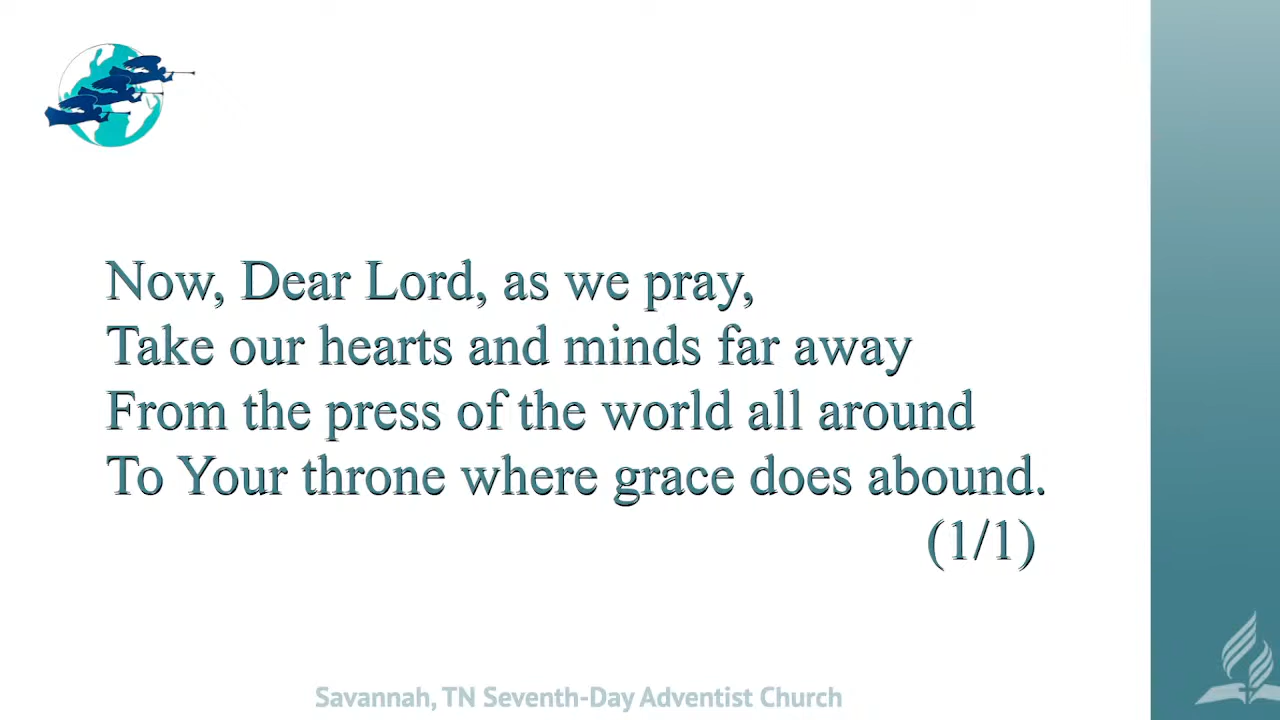 Now, Dear Lord, as we pray,
Take our hearts and minds far away
From the press of the world all around
To Your throne where grace does abound.
(1/1)
Savannah, TN Seventh-Day Adventist Church